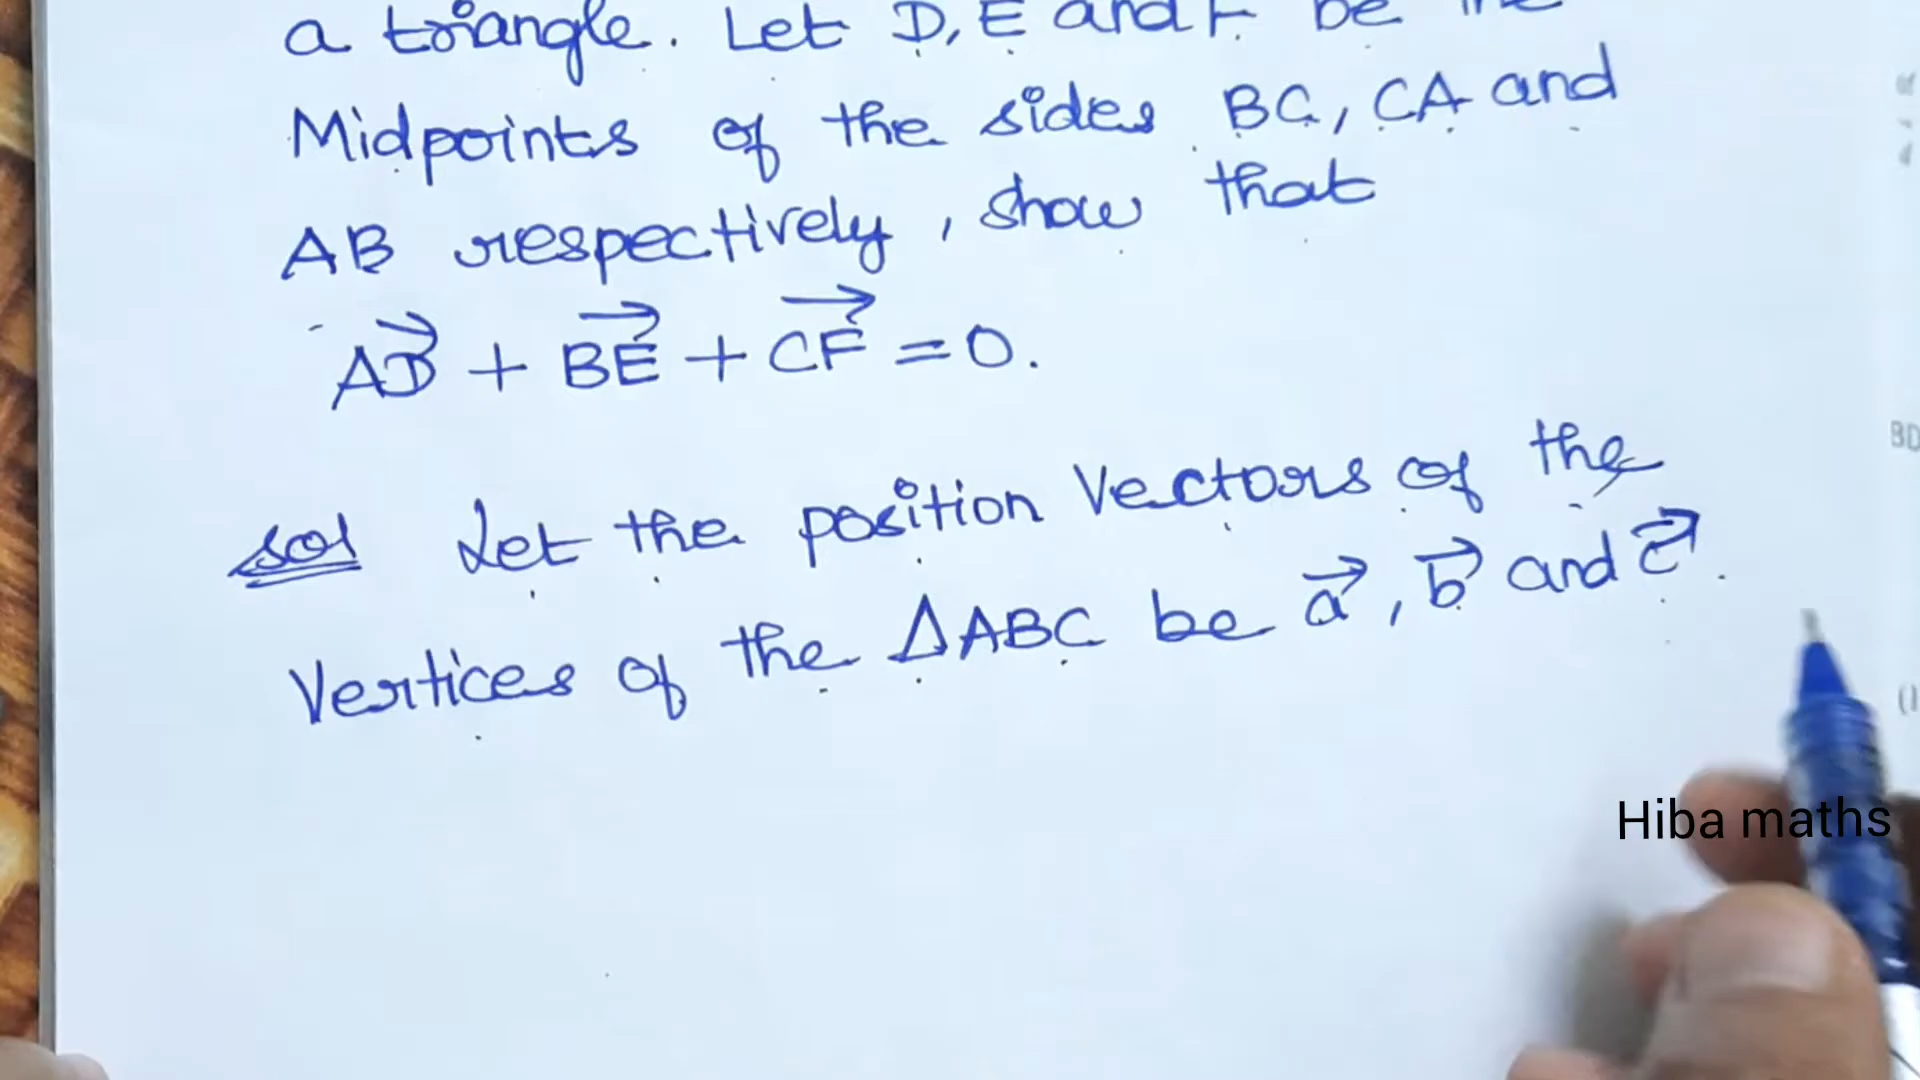 a triangle. Let D, E and F be the
Midpoints of the sides BC, CA and
AB respectively, show that
AD→ + BE→ + CF→ = 0.
Sol Let the position Vectors of the
Vertices of the ΔABC be a→, b→ and c→.
Hiba maths
BD